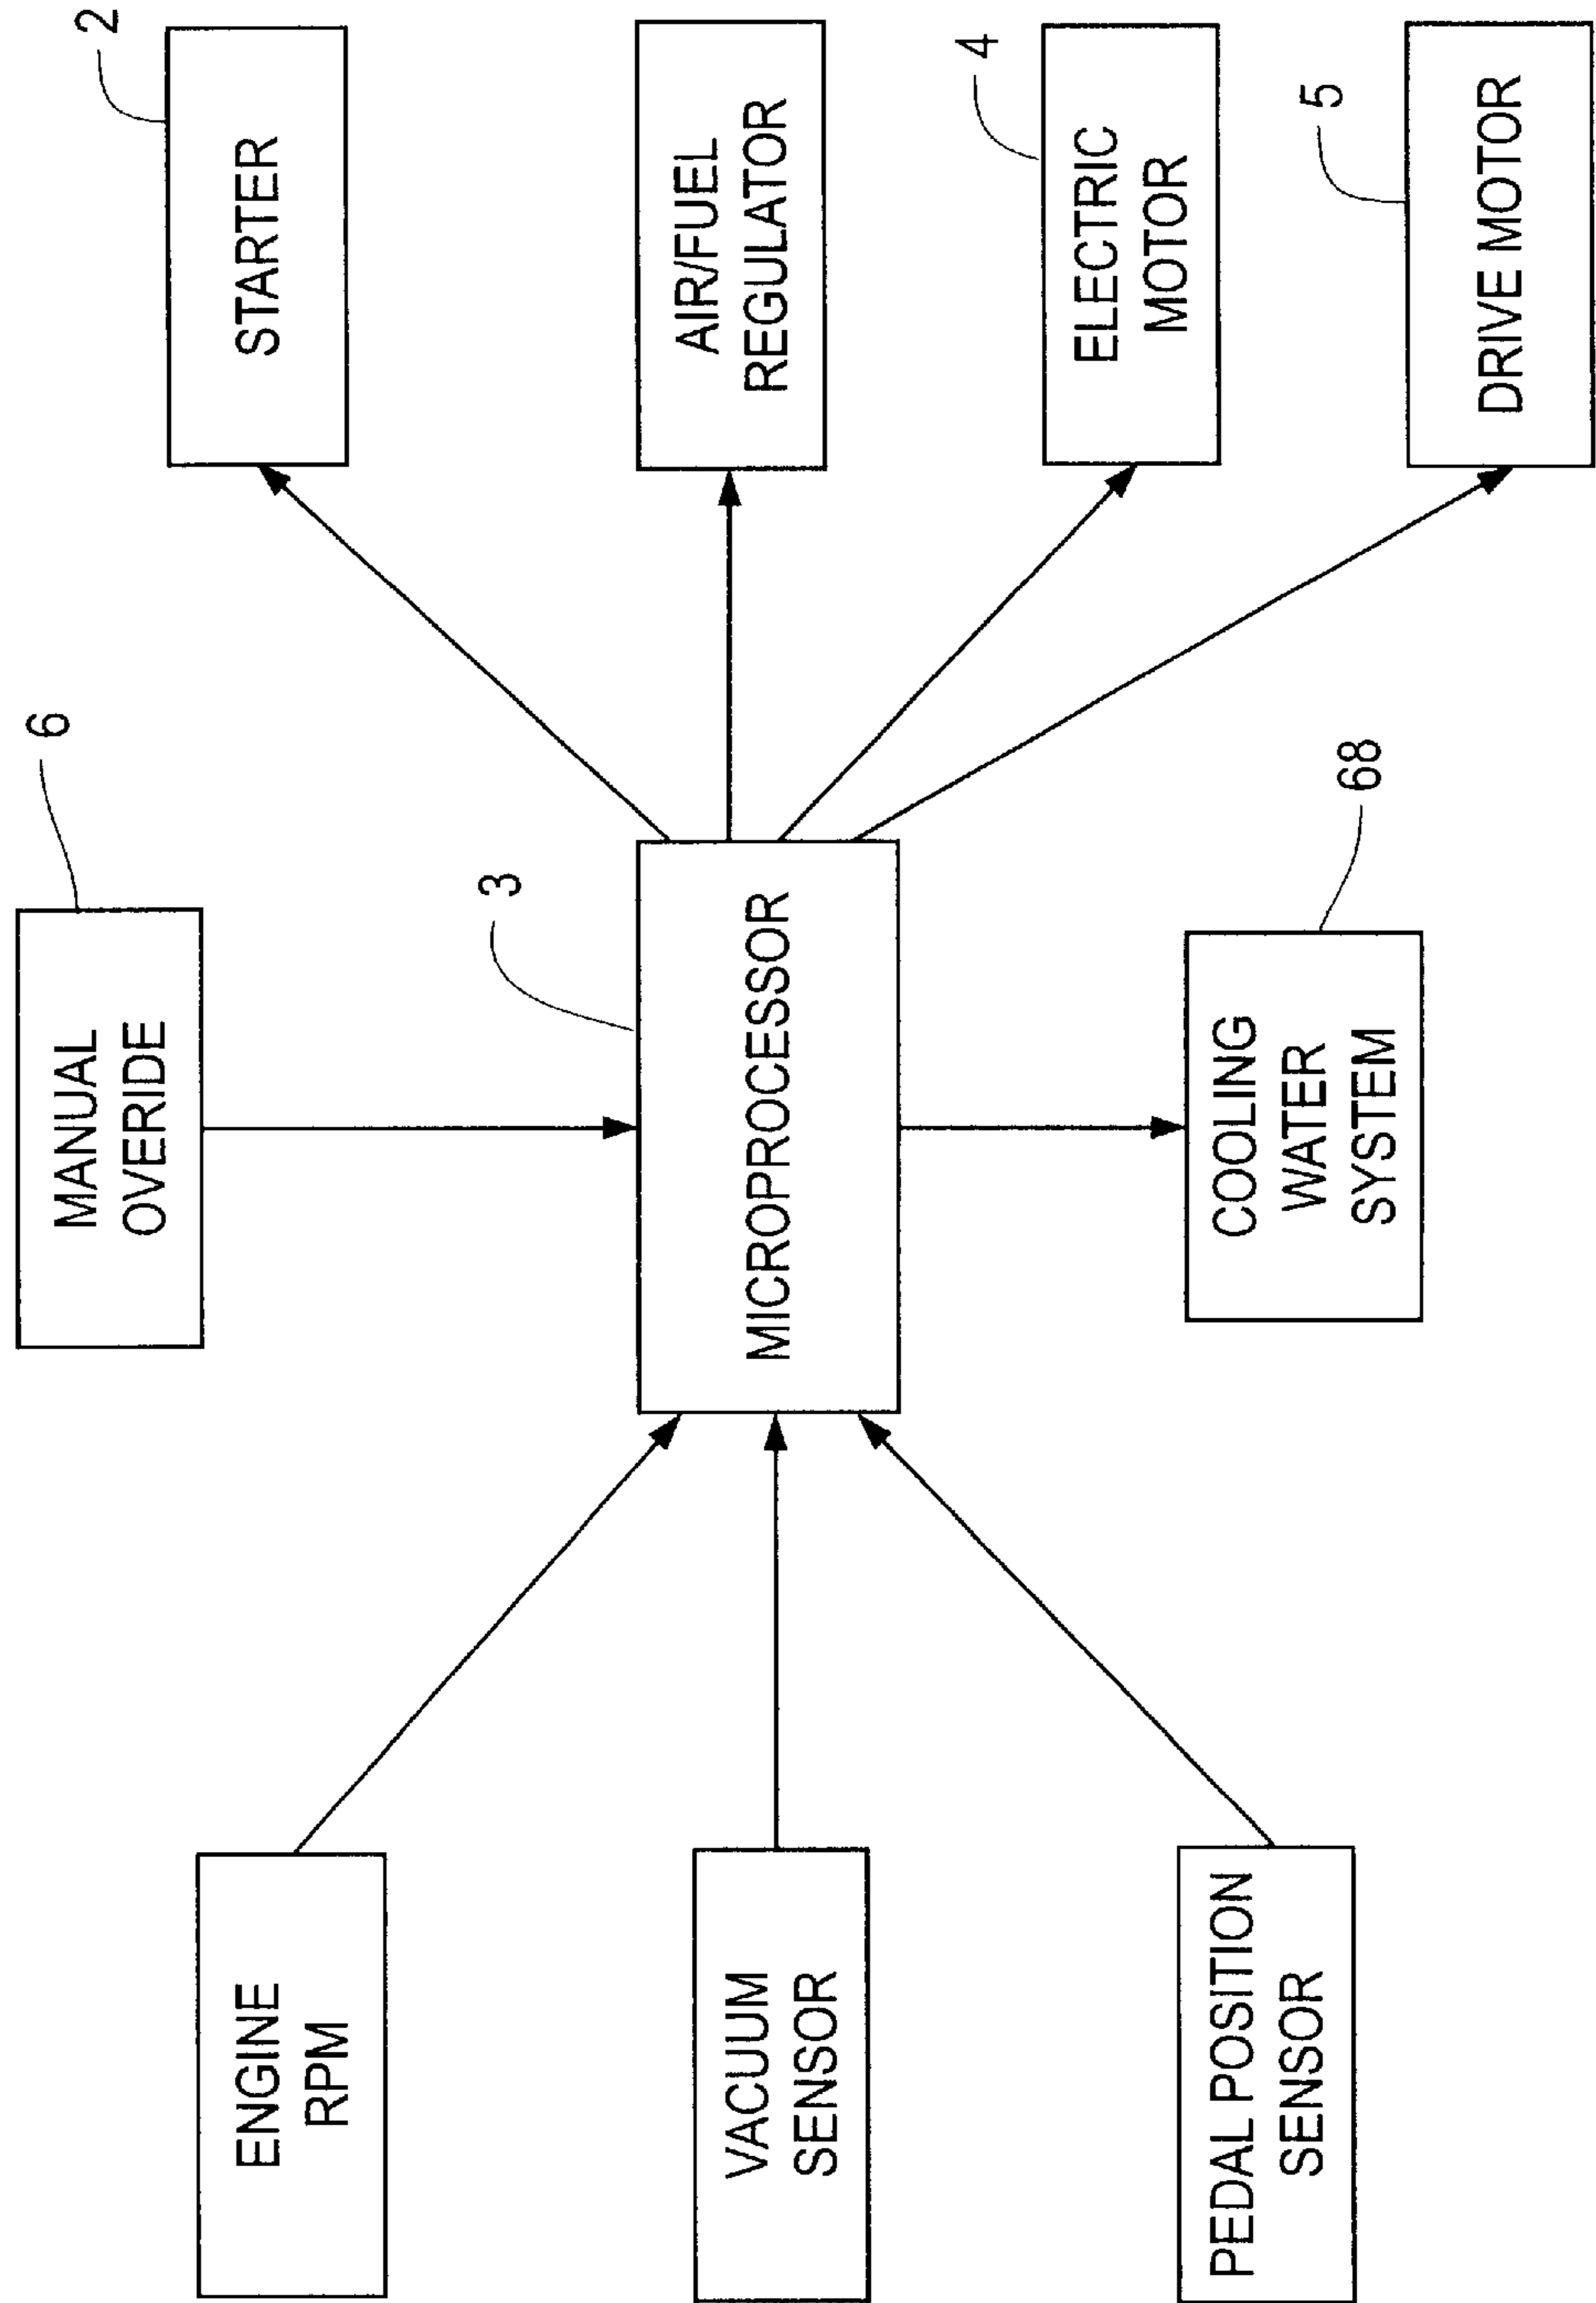 6
MANUAL
OVERIDE
ENGINE
RPM
VACUUM
SENSOR
PEDAL POSITION
SENSOR
3
MICROPROCESSOR
COOLING
WATER
SYSTEM
68
2
STARTER
AIR/FUEL
REGULATOR
4
ELECTRIC
MOTOR
5
DRIVE MOTOR